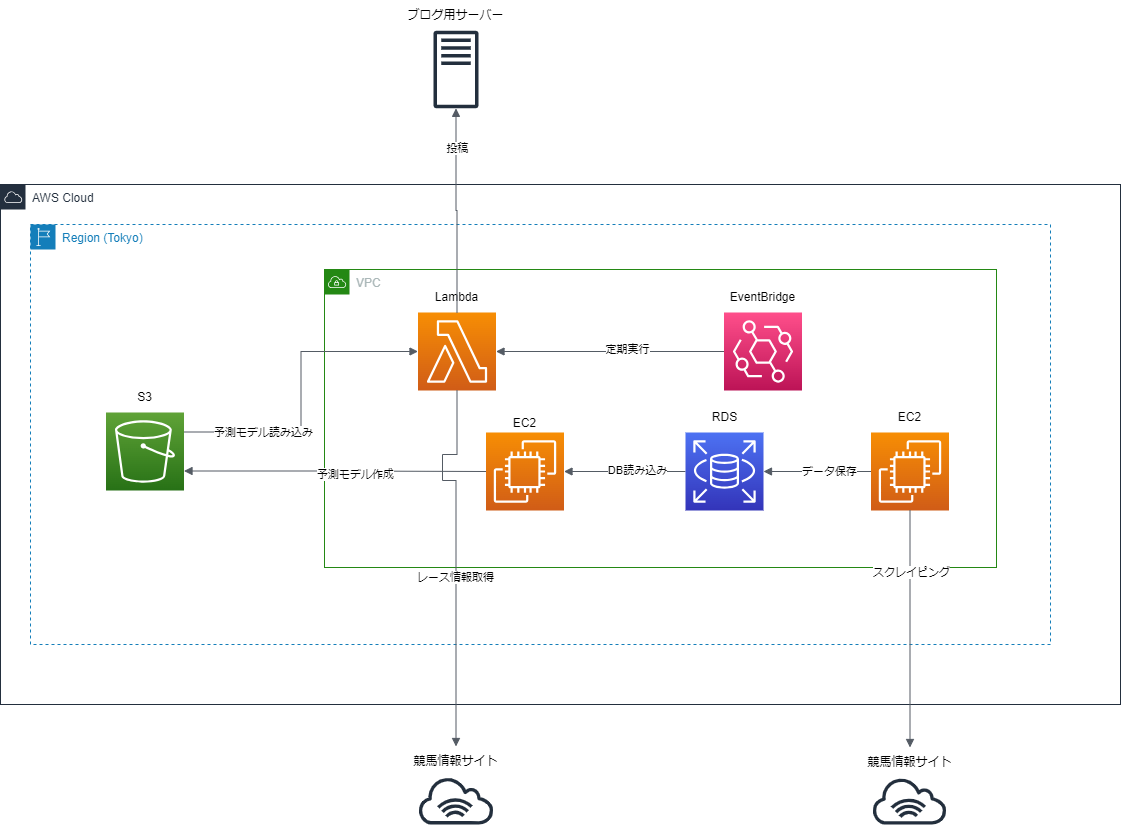 ブログ用サーバー
投稿
AWS Cloud
Region (Tokyo)
VPC
Lambda
EventBridge
定期実行
S3
予測モデル読み込み
EC2
RDS
EC2
予測モデル作成
DB読み込み
データ保存
レース情報取得
スクレイピング
競馬情報サイト
競馬情報サイト